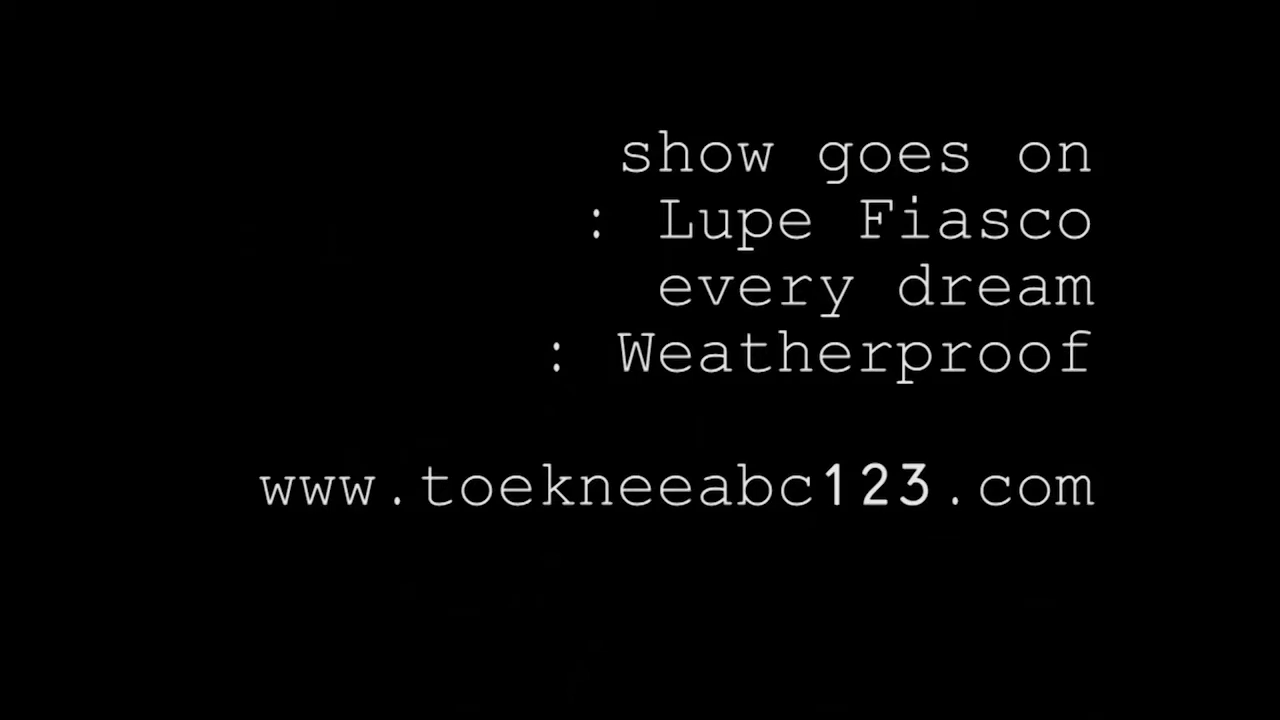 show goes on
: Lupe Fiasco
every dream
: Weatherproof
www.toekneeabc123.com